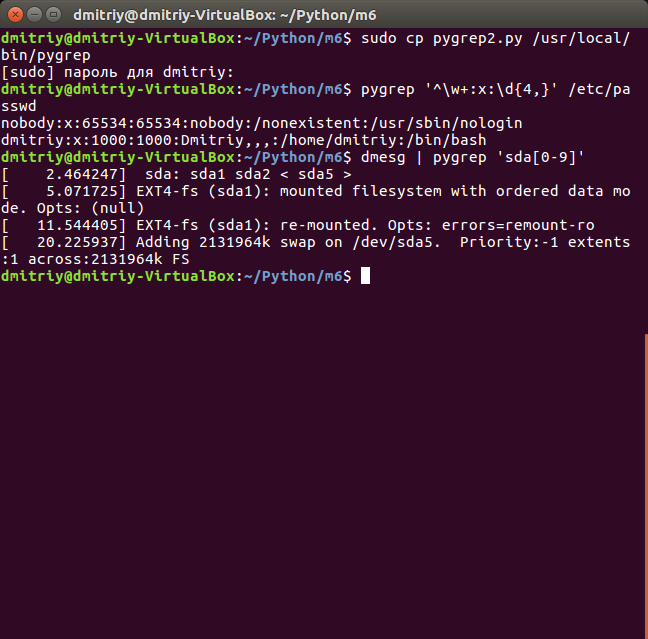 dmitriy@dmitriy-VirtualBox: ~/Python/m6
dmitriy@dmitriy-VirtualBox:~/Python/m6$ sudo cp pygrep2.py /usr/local/
bin/pygrep
[sudo] пароль для dmitriy:
dmitriy@dmitriy-VirtualBox:~/Python/m6$ pygrep '^\w+:x:\d{4,}' /etc/pa
sswd
nobody:x:65534:65534:nobody:/nonexistent:/usr/sbin/nologin
dmitriy:x:1000:1000:Dmitriy,,,:/home/dmitriy:/bin/bash
dmitriy@dmitriy-VirtualBox:~/Python/m6$ dmesg | pygrep 'sda[0-9]'
[    2.464247]  sda: sda1 sda2 < sda5 >
[    5.071725] EXT4-fs (sda1): mounted filesystem with ordered data mo
de. Opts: (null)
[   11.544405] EXT4-fs (sda1): re-mounted. Opts: errors=remount-ro
[   20.225937] Adding 2131964k swap on /dev/sda5.  Priority:-1 extents
:1 across:2131964k FS
dmitriy@dmitriy-VirtualBox:~/Python/m6$